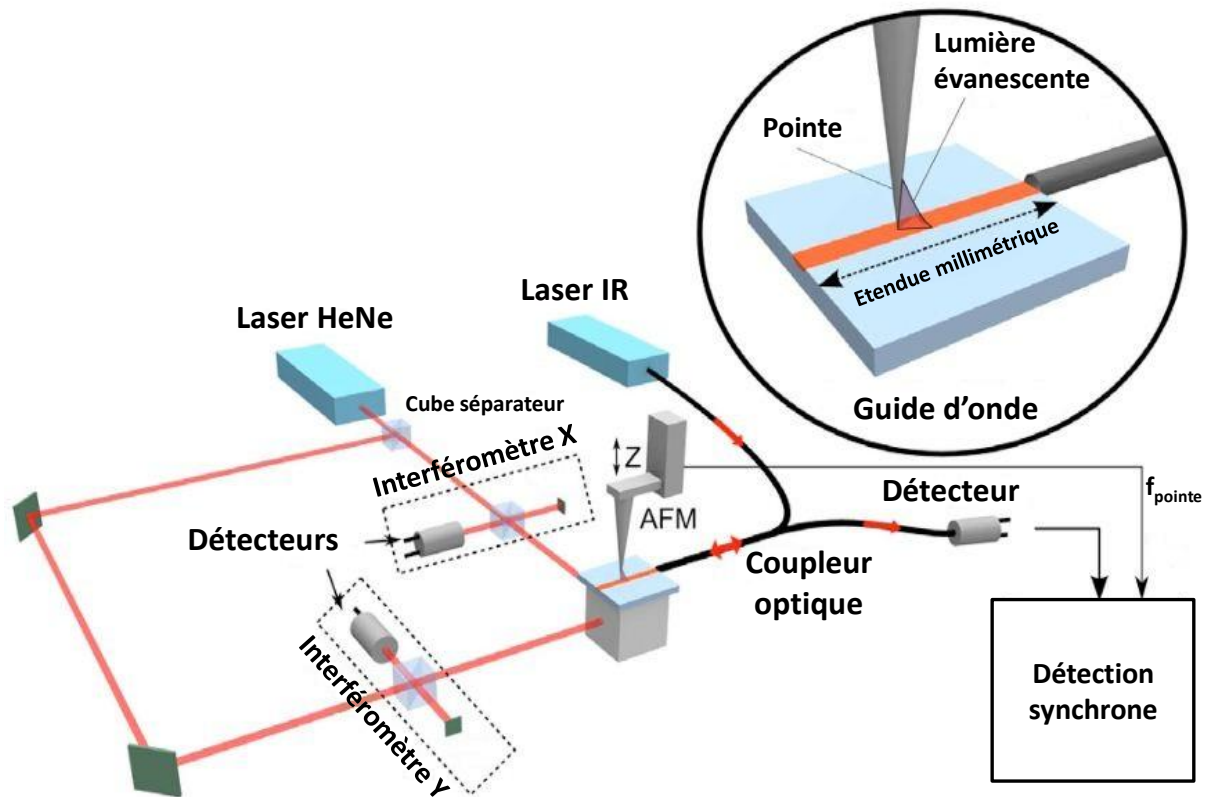 Lumière
évanescente
Pointe
Etendue millimétrique
Guide d'onde
Laser IR
Laser HeNe
Cube séparateur
Interféromètre X
Z
AFM
Détecteur
f pointe
Détecteurs
Coupleur
optique
Interféromètre Y
Détection
synchrone